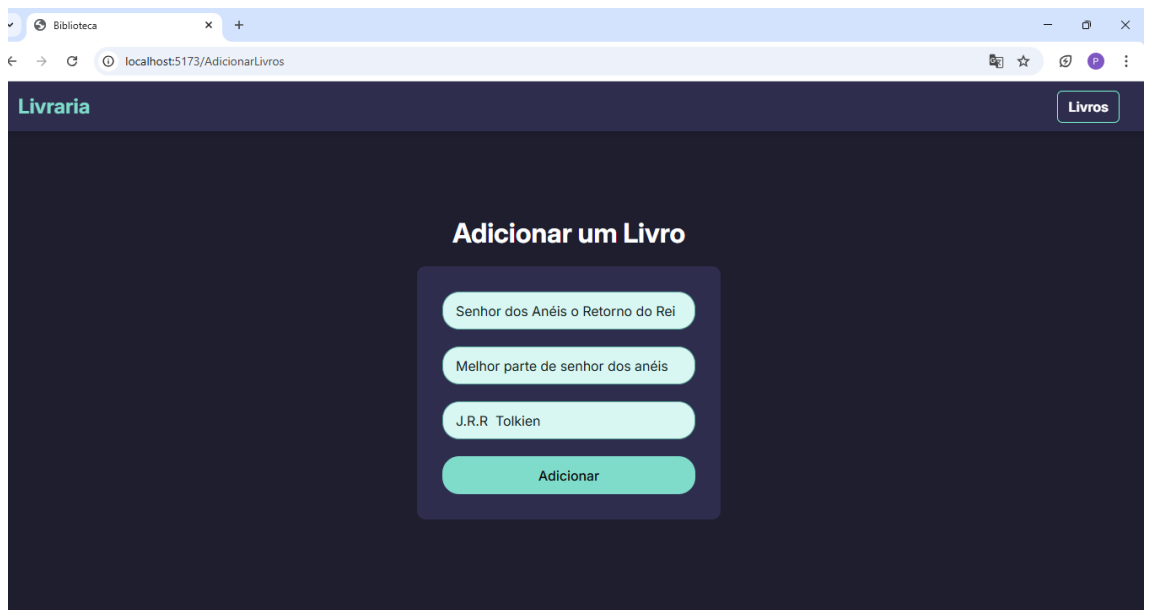 Biblioteca
localhost:5173/AdicionarLivros
P
Livraria
Livros
Adicionar um Livro
Senhor dos Anéis o Retorno do Rei
Melhor parte de senhor dos anéis
J.R.R  Tolkien
Adicionar